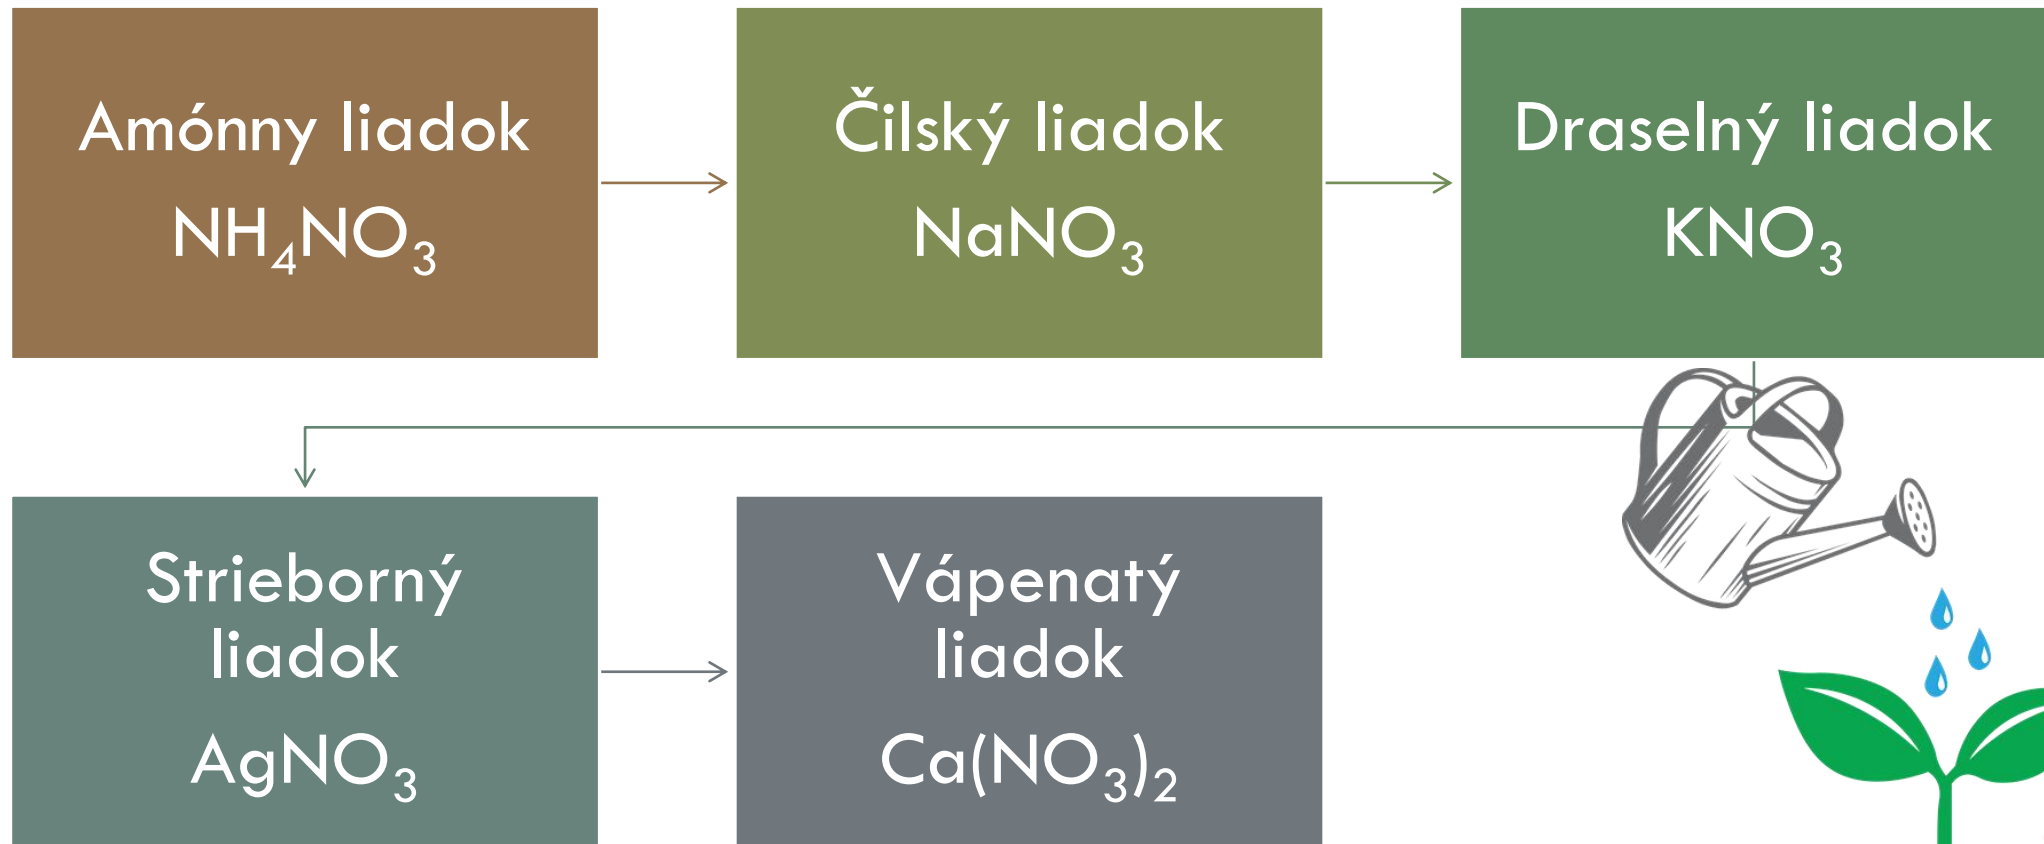 Amónny liadok
NH₄NO₃
Čilský liadok
NaNO₃
Draselný liadok
KNO₃
Strieborný
liadok
AgNO₃
Vápenatý
liadok
Ca(NO₃)₂